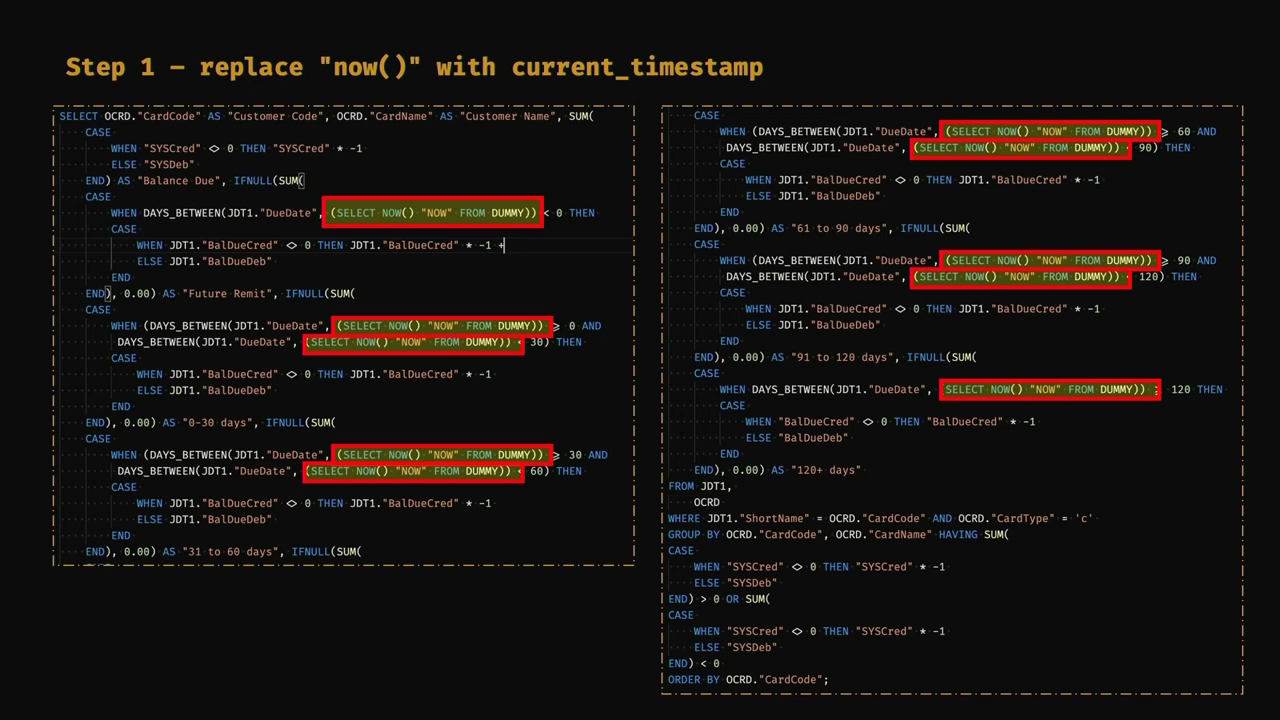 Step 1 – replace "now()" with current_timestamp
SELECT OCRD."CardCode" AS "Customer Code", OCRD."CardName" AS "Customer Name", SUM(
CASE
WHEN "SYSCred" <> 0 THEN "SYSCred" * -1
ELSE "SYSDeb"
END) AS "Balance Due", IFNULL(SUM(
CASE
WHEN DAYS_BETWEEN(JDT1."DueDate", (SELECT NOW() "NOW" FROM DUMMY)) < 0 THEN
CASE
WHEN JDT1."BalDueCred" <> 0 THEN JDT1."BalDueCred" * -1 +
ELSE JDT1."BalDueDeb"
END
END), 0.00) AS "Future Remit", IFNULL(SUM(
CASE
WHEN (DAYS_BETWEEN(JDT1."DueDate", (SELECT NOW() "NOW" FROM DUMMY)) >= 0 AND
DAYS_BETWEEN(JDT1."DueDate", (SELECT NOW() "NOW" FROM DUMMY)) < 30) THEN
CASE
WHEN JDT1."BalDueCred" <> 0 THEN JDT1."BalDueCred" * -1
ELSE JDT1."BalDueDeb"
END
END), 0.00) AS "0-30 days", IFNULL(SUM(
CASE
WHEN (DAYS_BETWEEN(JDT1."DueDate", (SELECT NOW() "NOW" FROM DUMMY)) >= 30 AND
DAYS_BETWEEN(JDT1."DueDate", (SELECT NOW() "NOW" FROM DUMMY)) < 60) THEN
CASE
WHEN JDT1."BalDueCred" <> 0 THEN JDT1."BalDueCred" * -1
ELSE JDT1."BalDueDeb"
END
END), 0.00) AS "31 to 60 days", IFNULL(SUM(
CASE
WHEN (DAYS_BETWEEN(JDT1."DueDate", (SELECT NOW() "NOW" FROM DUMMY)) >= 60 AND
DAYS_BETWEEN(JDT1."DueDate", (SELECT NOW() "NOW" FROM DUMMY)) < 90) THEN
CASE
WHEN JDT1."BalDueCred" <> 0 THEN JDT1."BalDueCred" * -1
ELSE JDT1."BalDueDeb"
END
END), 0.00) AS "61 to 90 days", IFNULL(SUM(
CASE
WHEN (DAYS_BETWEEN(JDT1."DueDate", (SELECT NOW() "NOW" FROM DUMMY)) >= 90 AND
DAYS_BETWEEN(JDT1."DueDate", (SELECT NOW() "NOW" FROM DUMMY)) < 120) THEN
CASE
WHEN JDT1."BalDueCred" <> 0 THEN JDT1."BalDueCred" * -1
ELSE JDT1."BalDueDeb"
END
END), 0.00) AS "91 to 120 days", IFNULL(SUM(
CASE
WHEN DAYS_BETWEEN(JDT1."DueDate", (SELECT NOW() "NOW" FROM DUMMY)) >= 120 THEN
CASE
WHEN "BalDueCred" <> 0 THEN "BalDueCred" * -1
ELSE "BalDueDeb"
END
END), 0.00) AS "120+ days"
FROM JDT1,
OCRD
WHERE JDT1."ShortName" = OCRD."CardCode" AND OCRD."CardType" = 'c'
GROUP BY OCRD."CardCode", OCRD."CardName" HAVING SUM(
CASE
WHEN "SYSCred" <> 0 THEN "SYSCred" * -1
ELSE "SYSDeb"
END) > 0 OR SUM(
CASE
WHEN "SYSCred" <> 0 THEN "SYSCred" * -1
ELSE "SYSDeb"
END) < 0
ORDER BY OCRD."CardCode";